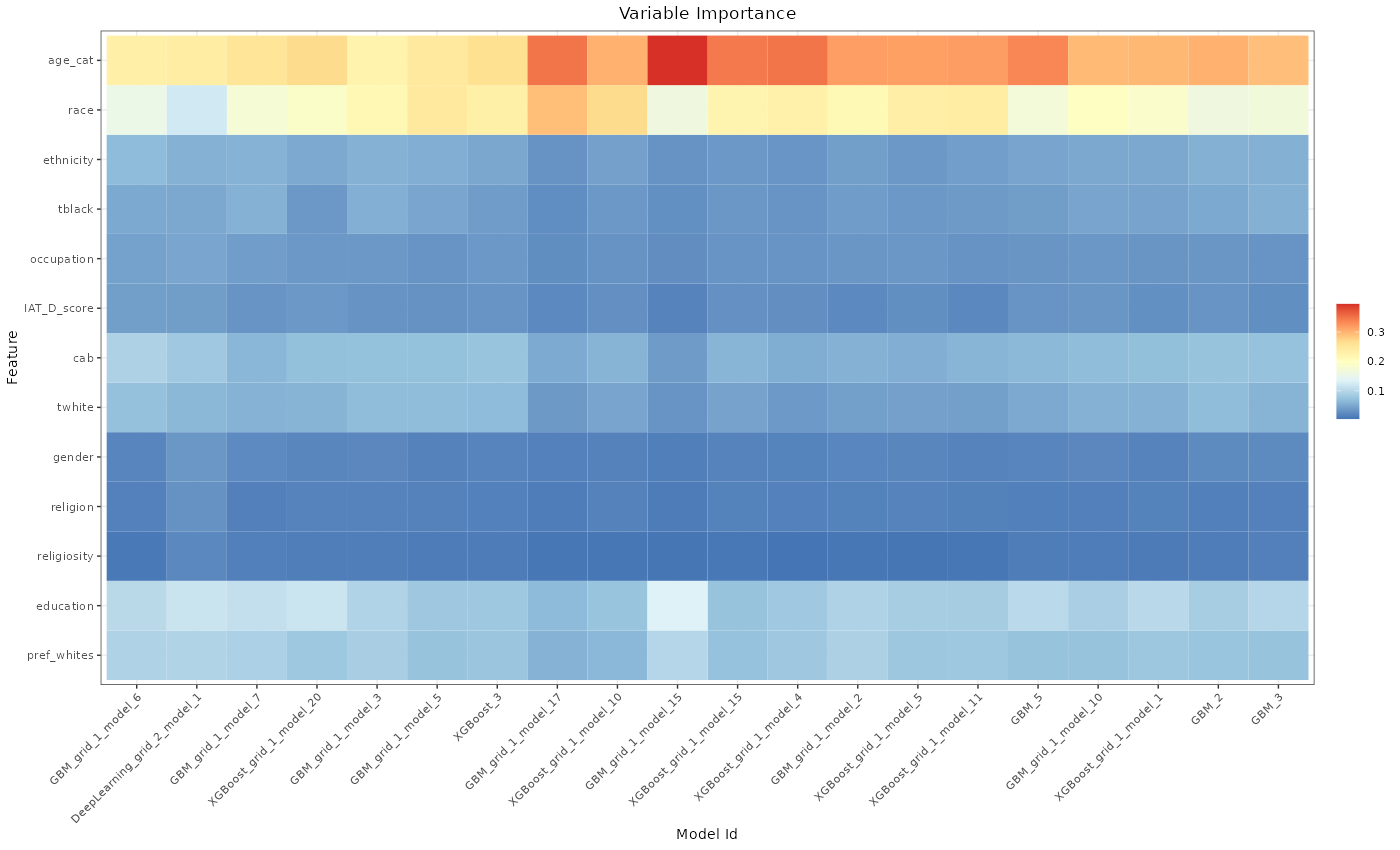 Variable Importance
Feature
age_cat
race
ethnicity
tblack
occupation
IAT_D_score
cab
twhite
gender
religion
religiosity
education
pref_whites
0.3
0.2
0.1
GBM_grid_1_model_6
DeepLearning_grid_2_model_1
GBM_grid_1_model_7
XGBoost_grid_1_model_20
GBM_grid_1_model_3
GBM_grid_1_model_5
XGBoost_3
GBM_grid_1_model_17
XGBoost_grid_1_model_10
GBM_grid_1_model_15
XGBoost_grid_1_model_15
XGBoost_grid_1_model_4
GBM_grid_1_model_2
XGBoost_grid_1_model_5
XGBoost_grid_1_model_11
GBM_5
GBM_grid_1_model_10
XGBoost_grid_1_model_1
GBM_2
GBM_3
Model Id